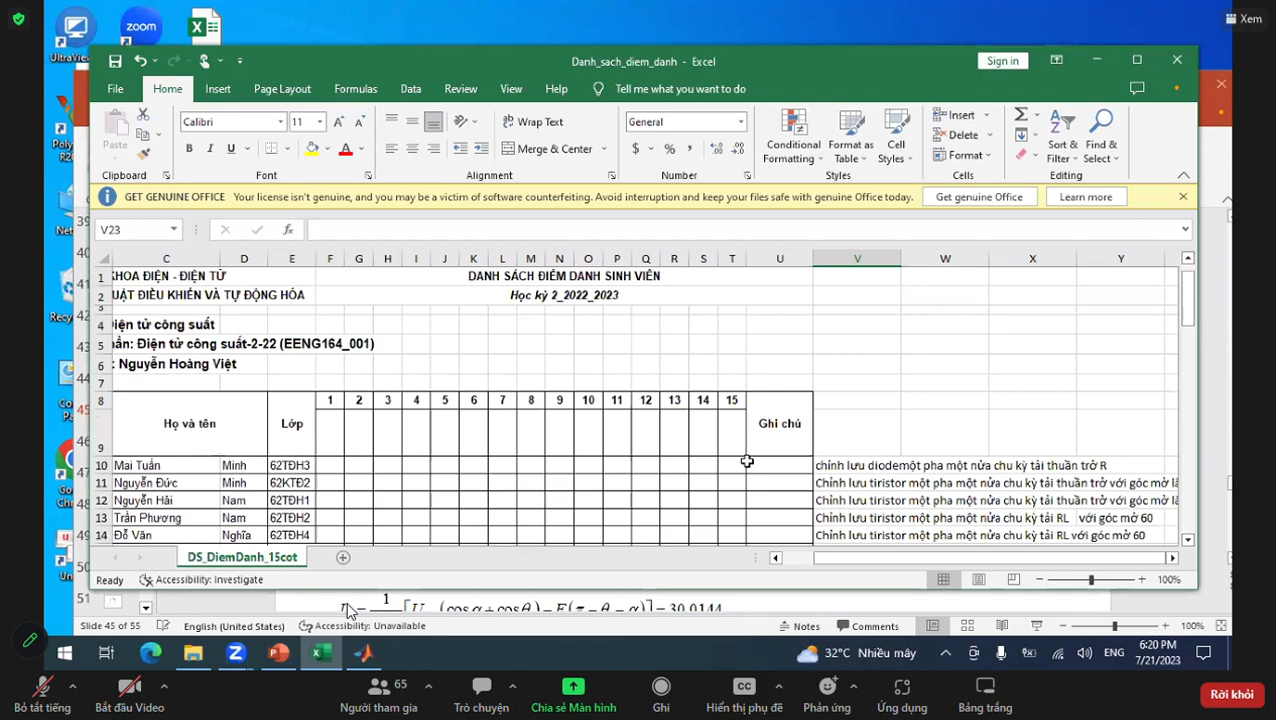 Xem
UltraView
zoom
Danh_sach_diem_danh - Excel
Sign in
File Home Insert Page Layout Formulas Data Review View Help Tell me what you want to do
Paste
Calibri 11
B I U
Wrap Text
Merge & Center
General
$ % ,
Conditional Formatting
Format as Table
Cell Styles
Insert
Delete
Format
Sort & Filter
Find & Select
Clipboard Font Alignment Number Styles Cells Editing
GET GENUINE OFFICE Your license isn't genuine, and you may be a victim of software counterfeiting. Avoid interruption and keep your files safe with genuine Office today. Get genuine Office Learn more
V23
fx
C D E F G H I J K L M N O P Q R S T U V W X Y
1 KHOA ĐIỆN - ĐIỆN TỬ DANH SÁCH ĐIỂM DANH SINH VIÊN
2 UẬT ĐIỀU KHIỂN VÀ TỰ ĐỘNG HÓA Học kỳ 2_2022_2023
3
4 Điện tử công suất
5 hần: Điện tử công suất-2-22 (EENG164_001)
6 : Nguyễn Hoàng Việt
7
8 Họ và tên Lớp 1 2 3 4 5 6 7 8 9 10 11 12 13 14 15 Ghi chú
9
10 Mai Tuấn Minh 62TĐH3 chỉnh lưu diodemột pha một nửa chu kỳ tải thuần trở R
11 Nguyễn Đức Minh 62KTĐ2 Chỉnh lưu tiristor một pha một nửa chu kỳ tải thuần trở với góc mở là
12 Nguyễn Hải Nam 62TĐH1 Chỉnh lưu tiristor một pha một nửa chu kỳ tải thuần trở với góc mở là
13 Trần Phương Nam 62TĐH2 Chỉnh lưu tiristor một pha một nửa chu kỳ tải RL với góc mở 60
14 Đỗ Văn Nghĩa 62TĐH4 Chỉnh lưu tiristor một pha một nửa chu kỳ tải RL với góc mở 60
DS_DiemDanh_15cot
Ready Accessibility: Investigate 100%
Slide 45 of 55 English (United States) Accessibility: Unavailable Notes Comments 100%
32°C Nhiều mây ENG 6:20 PM
7/21/2023
65
Bỏ tắt tiếng Bắt đầu Video Người tham gia Trò chuyện Chia sẻ Màn hình Ghi Hiển thị phụ đề Phản ứng Ứng dụng Bảng trắng Rời khỏi